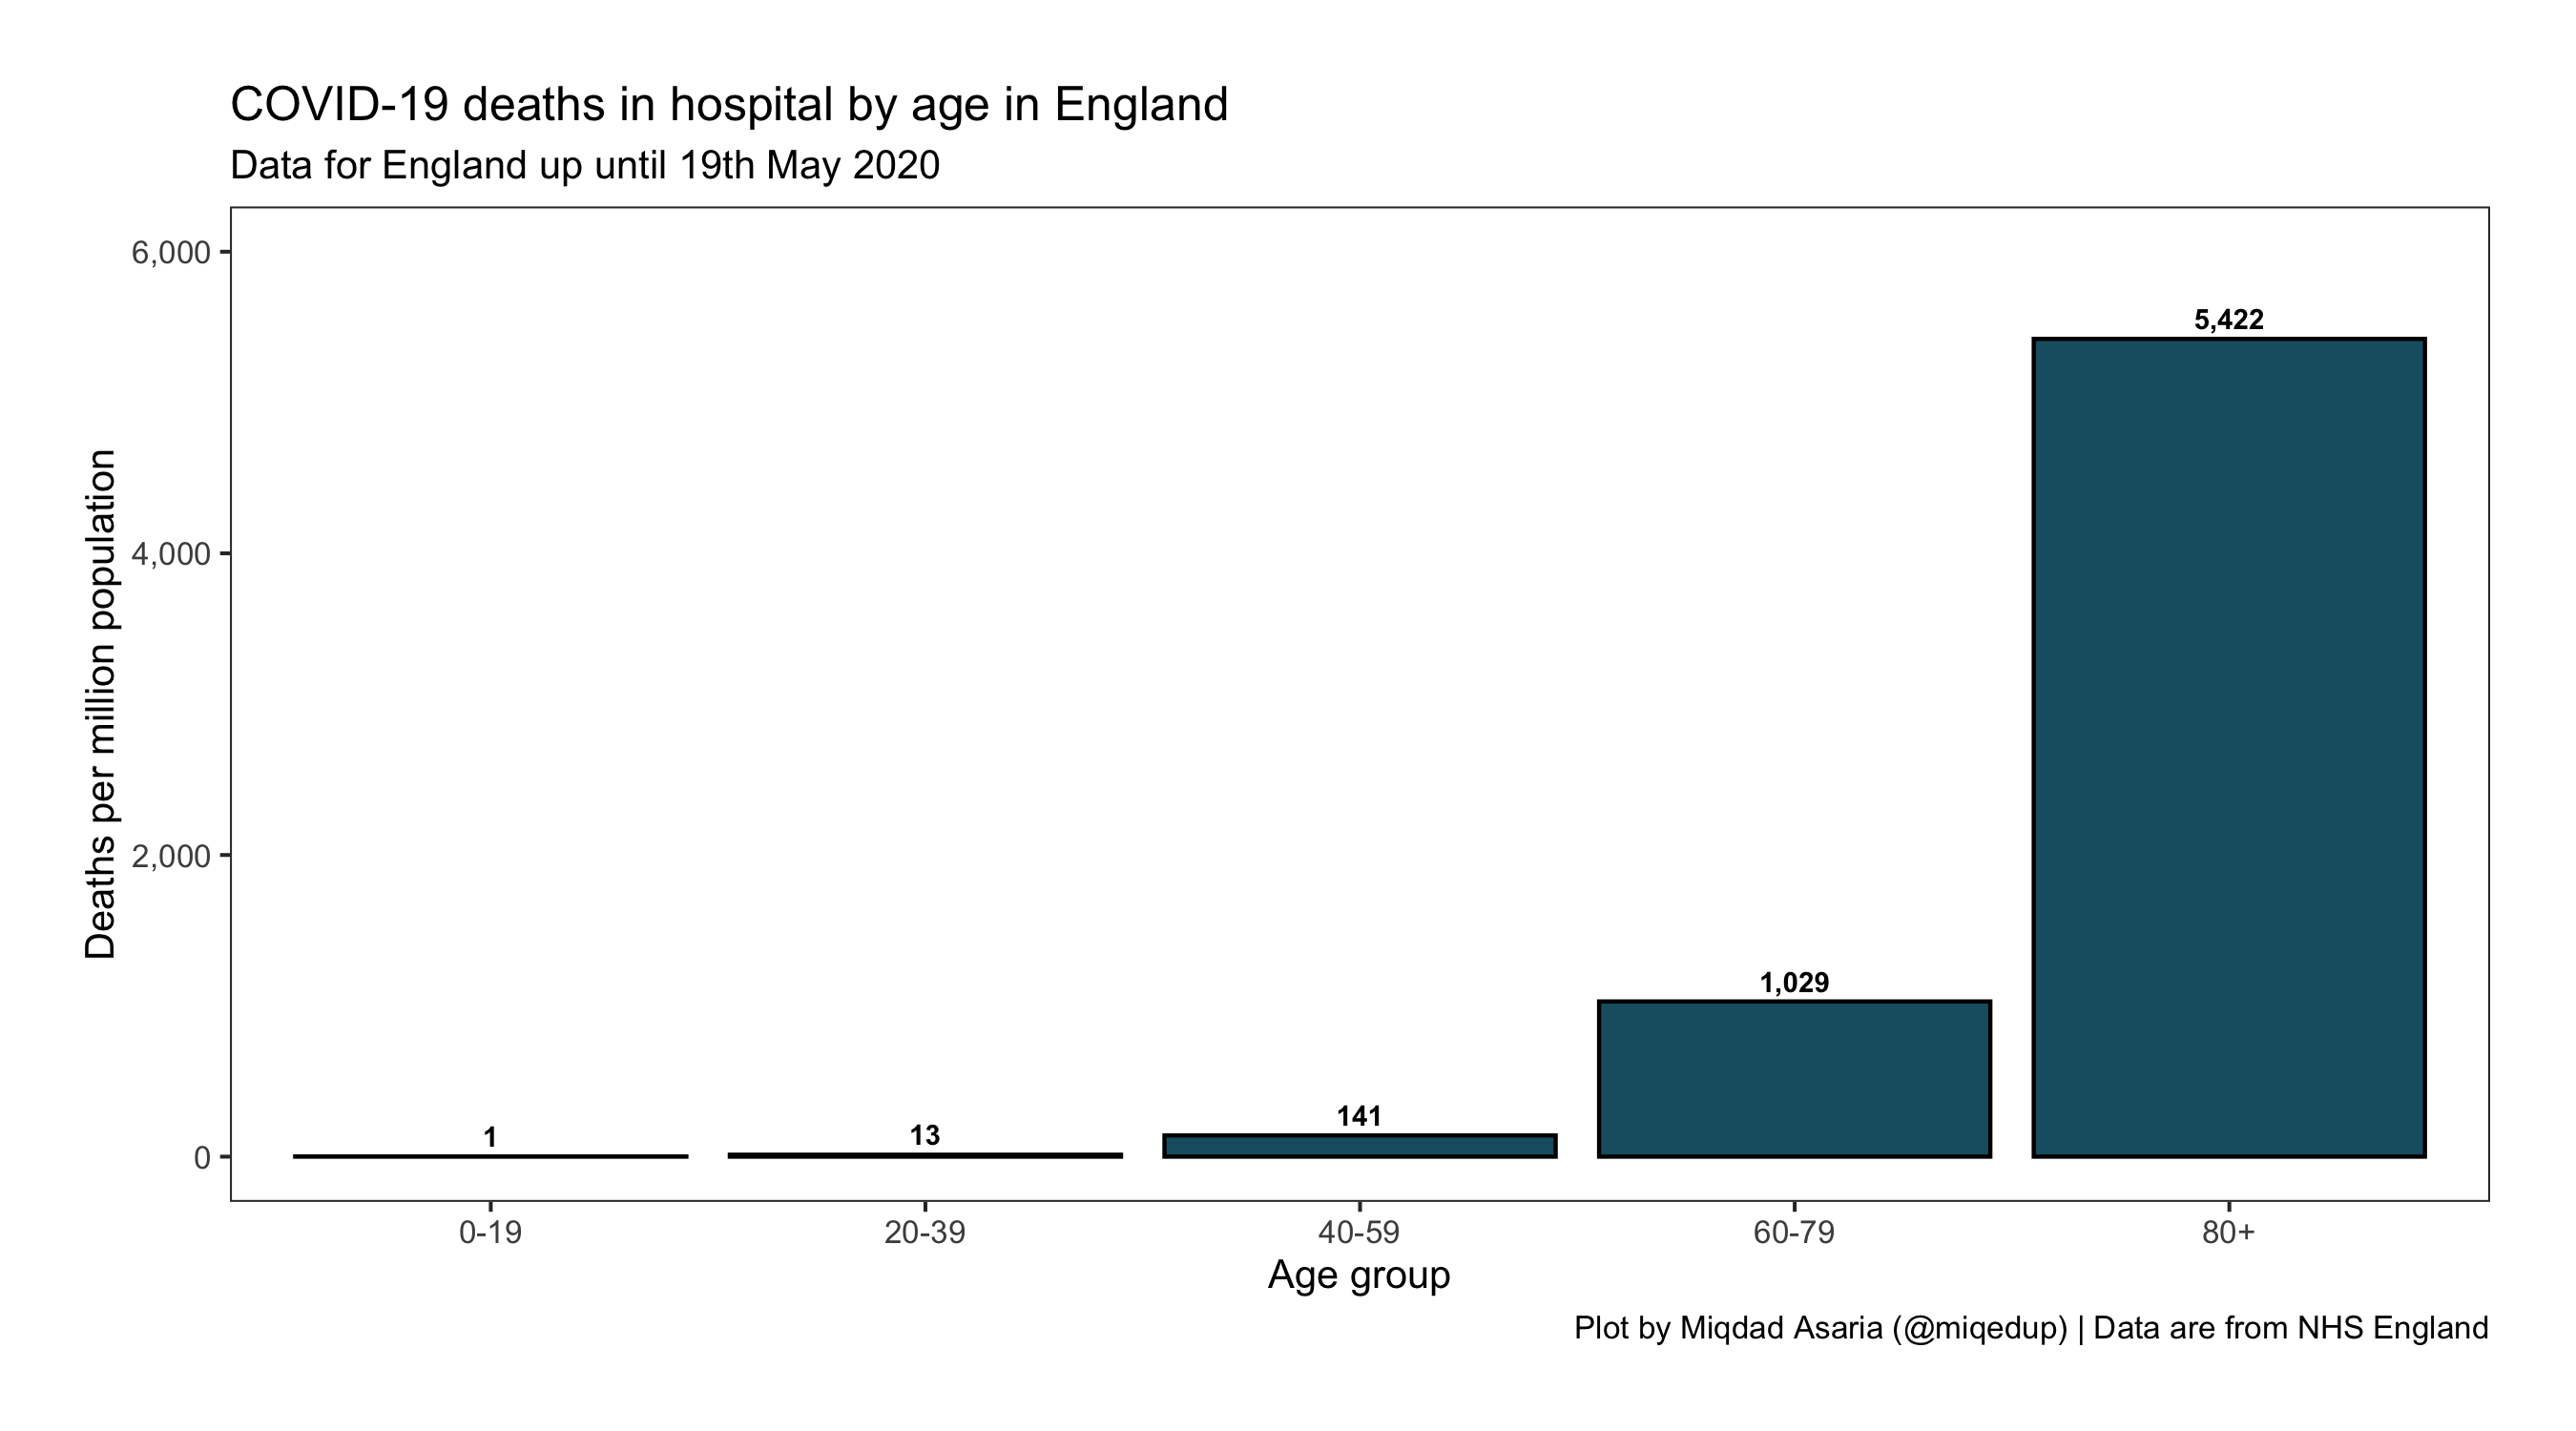 COVID-19 deaths in hospital by age in England
Data for England up until 19th May 2020
Deaths per million population
6,000
4,000
2,000
0
1
13
141
1,029
5,422
0-19
20-39
40-59
60-79
80+
Age group
Plot by Miqdad Asaria (@miqedup) | Data are from NHS England